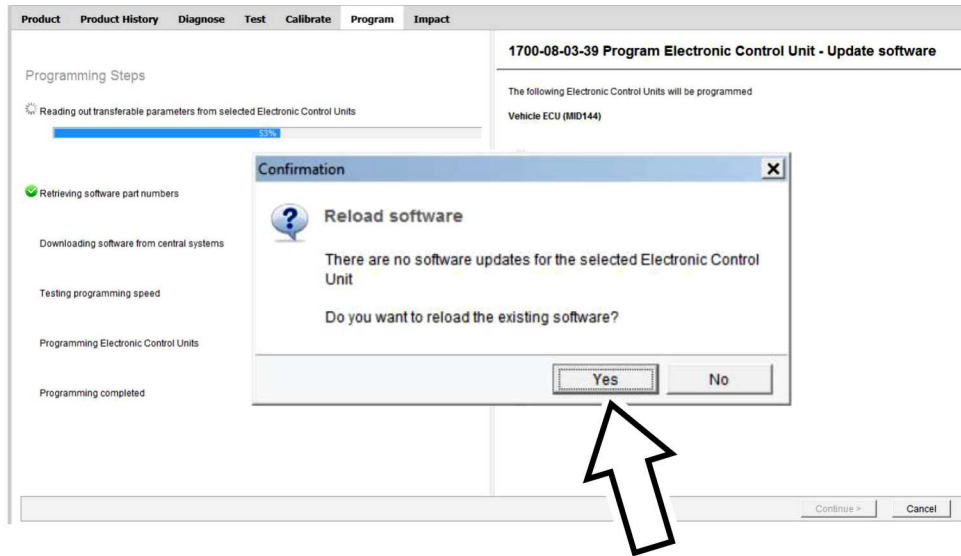 Product Product History Diagnose Test Calibrate Program Impact
1700-08-03-39 Program Electronic Control Unit - Update software
Programming Steps
The following Electronic Control Units will be programmed
Reading out transferable parameters from selected Electronic Control Units
Vehicle ECU (MID144)
53%
Confirmation
Reload software
There are no software updates for the selected Electronic Control
Unit
Do you want to reload the existing software?
Yes No
Retrieving software part numbers
Downloading software from central systems
Testing programming speed
Programming Electronic Control Units
Programming completed
Continue > Cancel